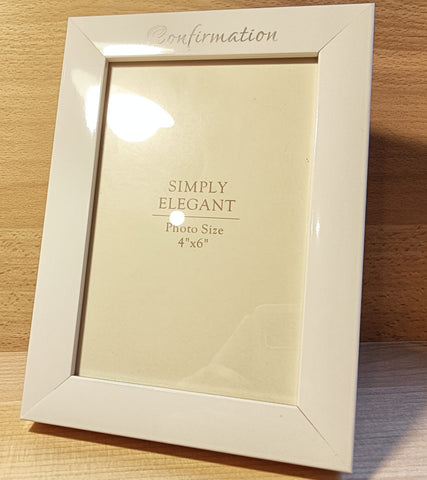 Confirmation
SIMPLY
ELEGANT
Photo Size
4"x6"